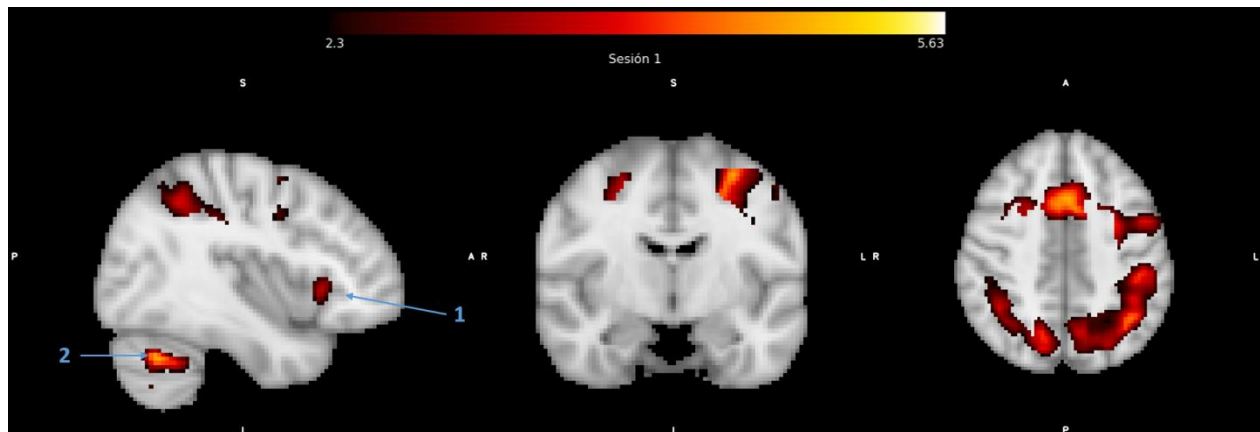 2.3 5.63
Sesión 1
S S A
P A R L R L
1
2
I I P